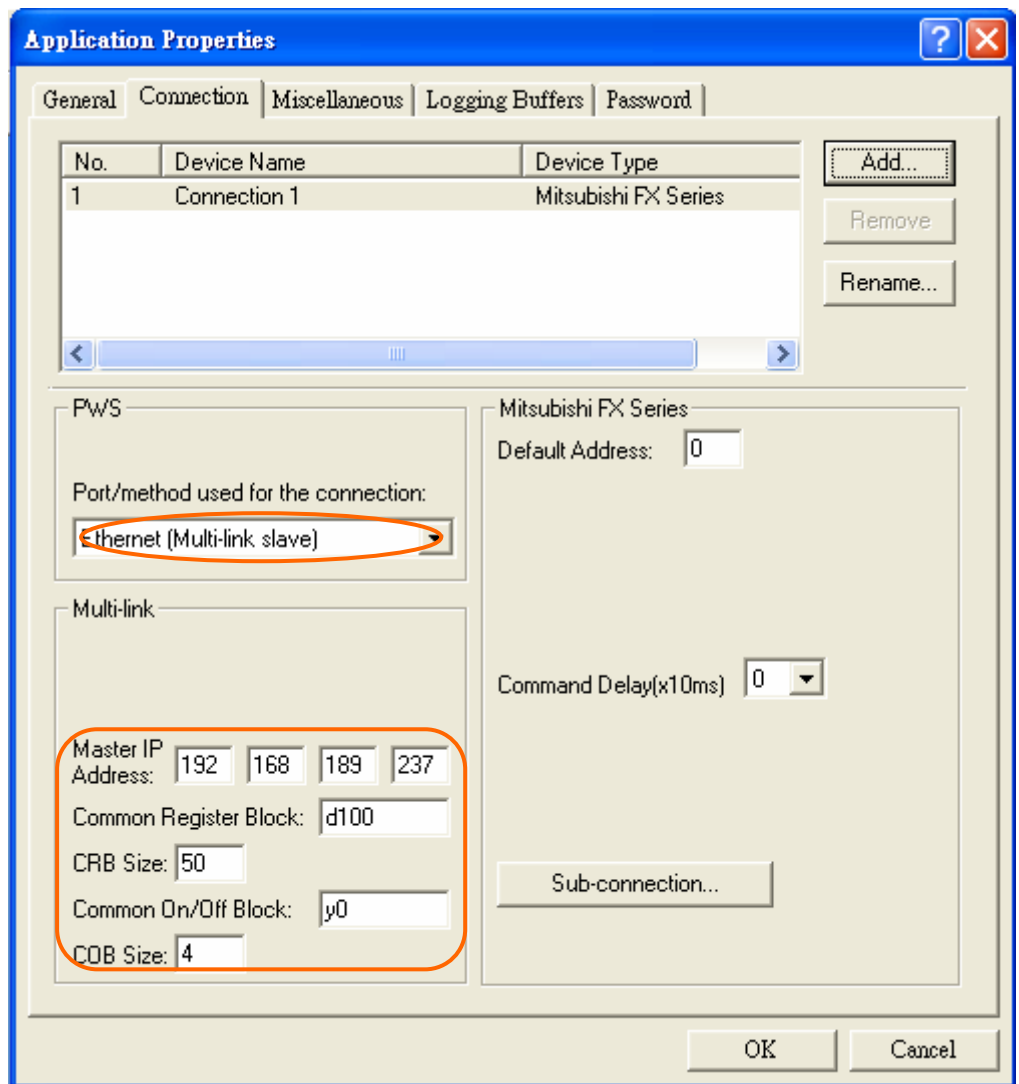 Application Properties
General Connection Miscellaneous Logging Buffers Password
No. Device Name Device Type
1 Connection 1 Mitsubishi FX Series
Add...
Remove
Rename...
PWS
Port/method used for the connection:
Ethernet (Multi-link slave)
Multi-link
Master IP
Address: 192 168 189 237
Common Register Block: d100
CRB Size: 50
Common On/Off Block: y0
COB Size: 4
Mitsubishi FX Series
Default Address: 0
Command Delay(x10ms) 0
Sub-connection...
OK Cancel